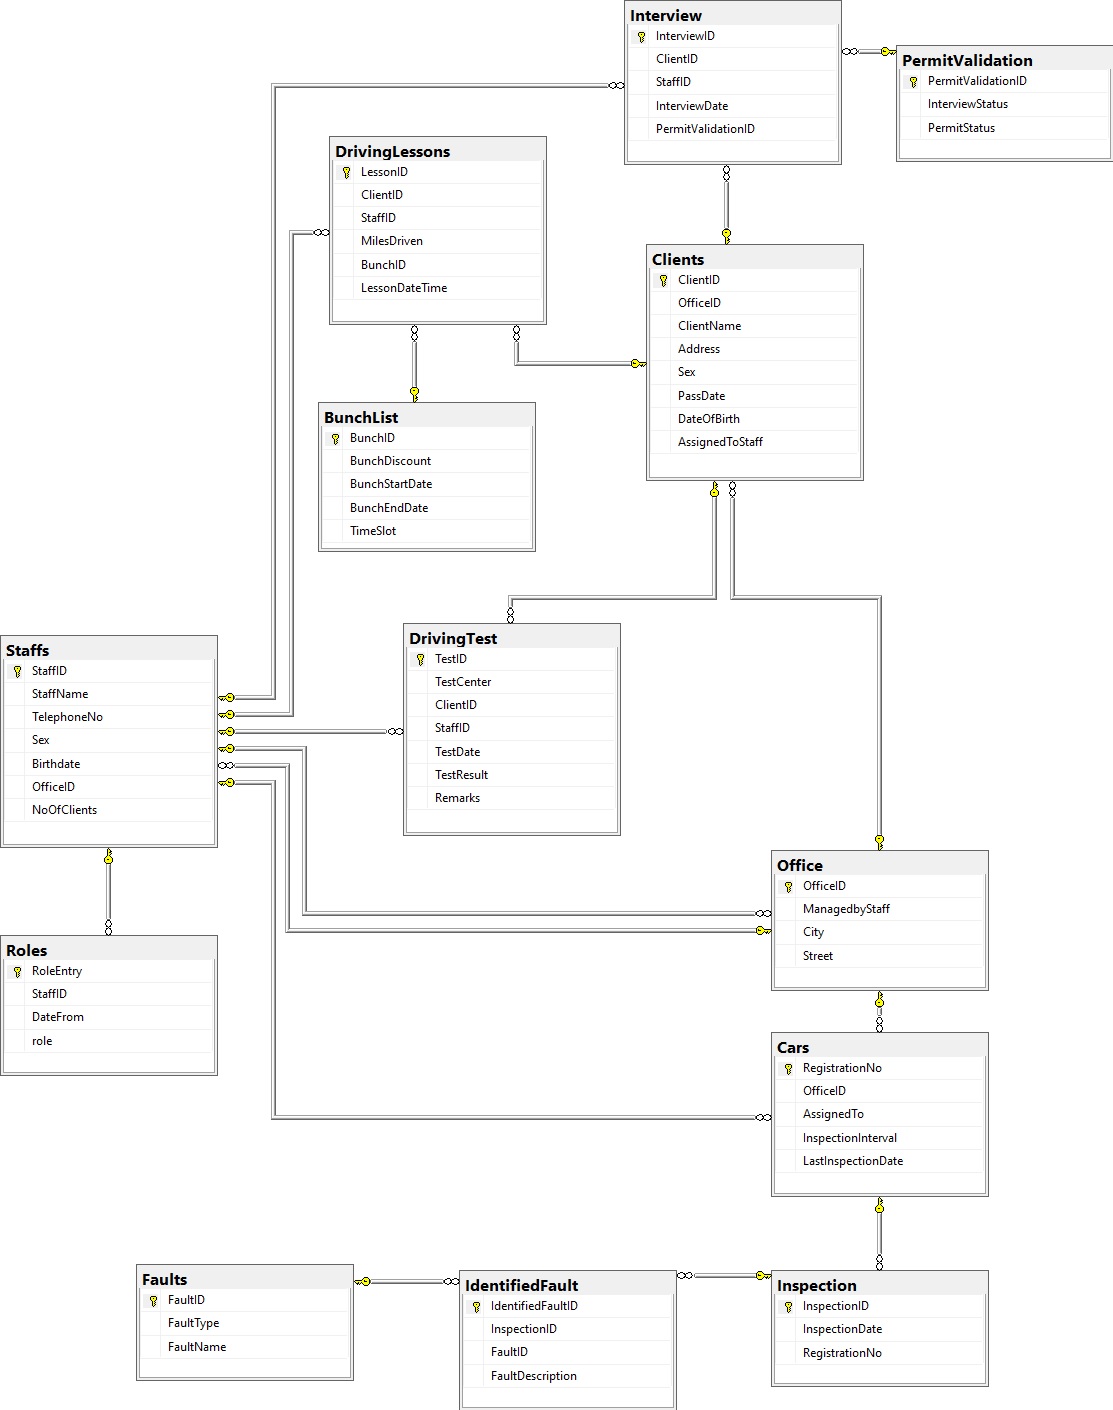 Interview
InterviewID
ClientID
StaffID
InterviewDate
PermitValidationID
PermitValidation
PermitValidationID
InterviewStatus
PermitStatus
DrivingLessons
LessonID
ClientID
StaffID
MilesDriven
BunchID
LessonDateTime
Clients
ClientID
OfficeID
ClientName
Address
Sex
PassDate
DateOfBirth
AssignedToStaff
BunchList
BunchID
BunchDiscount
BunchStartDate
BunchEndDate
TimeSlot
Staffs
StaffID
StaffName
TelephoneNo
Sex
Birthdate
OfficeID
NoOfClients
DrivingTest
TestID
TestCenter
ClientID
StaffID
TestDate
TestResult
Remarks
Office
OfficeID
ManagedbyStaff
City
Street
Roles
RoleEntry
StaffID
DateFrom
role
Cars
RegistrationNo
OfficeID
AssignedTo
InspectionInterval
LastInspectionDate
Faults
FaultID
FaultType
FaultName
IdentifiedFault
IdentifiedFaultID
InspectionID
FaultID
FaultDescription
Inspection
InspectionID
InspectionDate
RegistrationNo